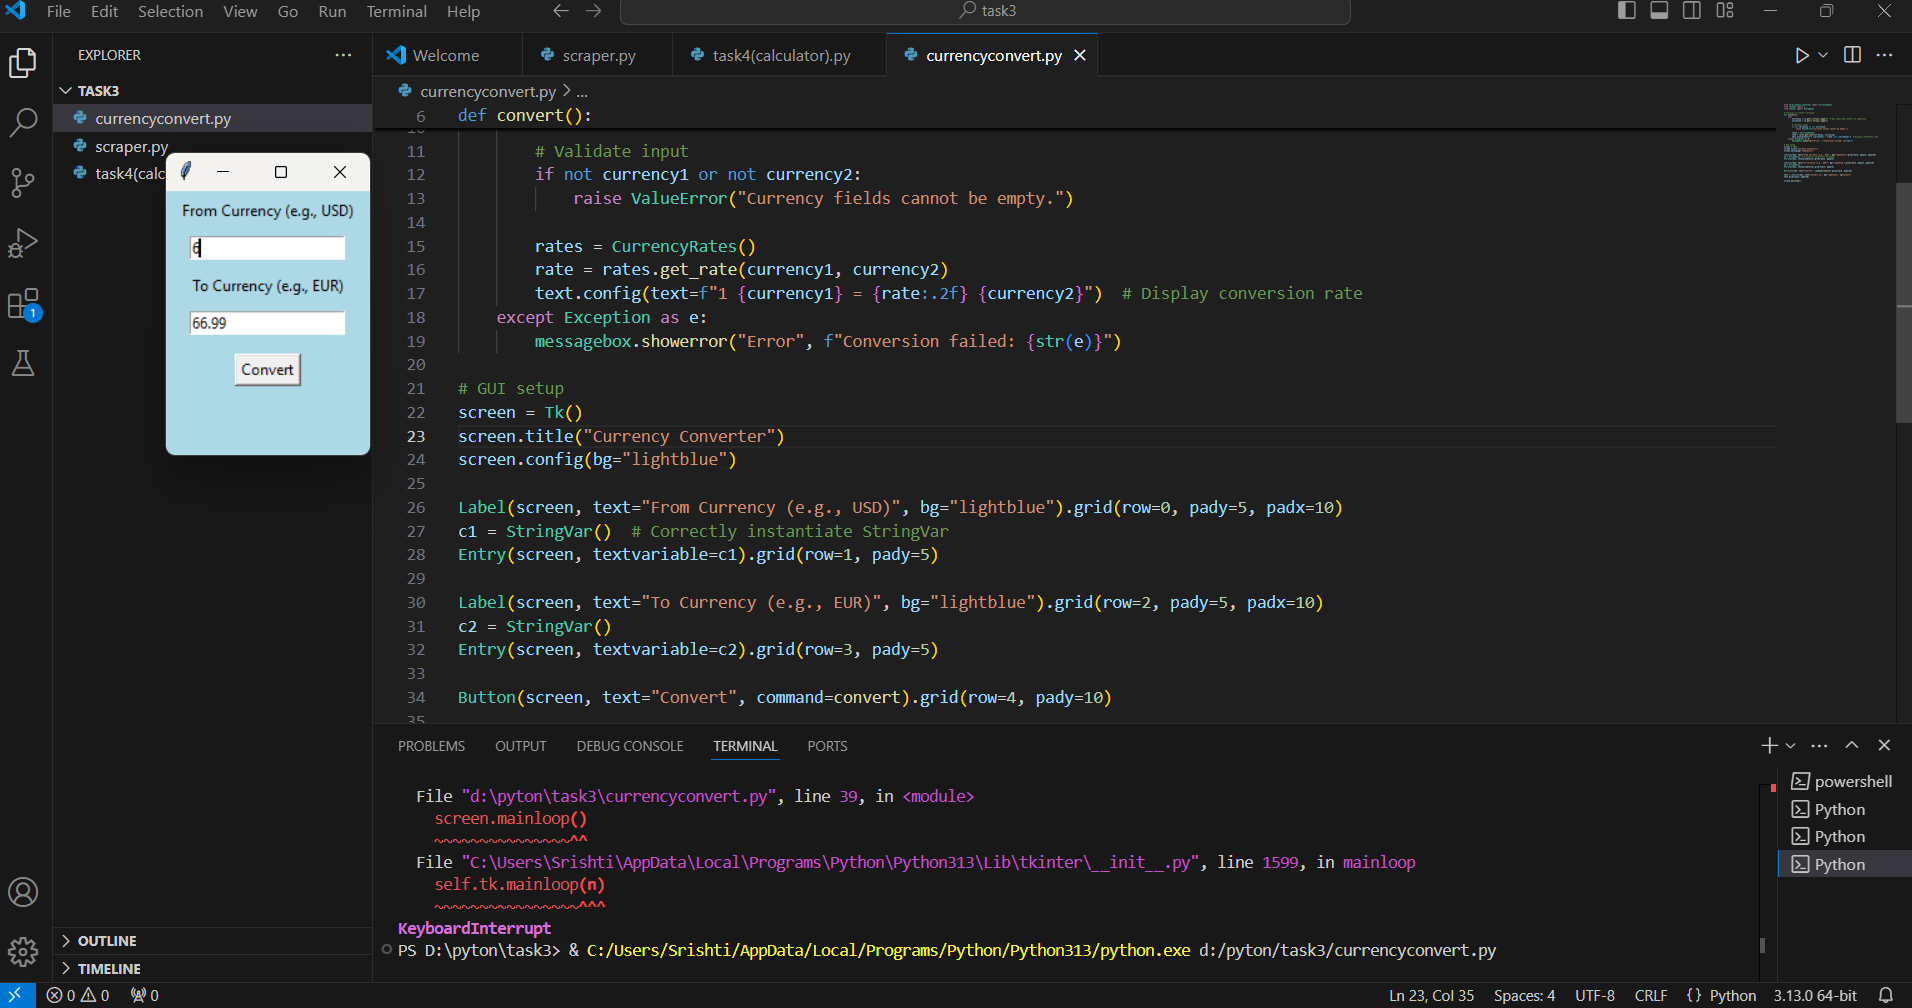 File Edit Selection View Go Run Terminal Help
task3
EXPLORER
TASK3
currencyconvert.py
scraper.py
task4(calc
Welcome
scraper.py
task4(calculator).py
currencyconvert.py
currencyconvert.py > ...
6 def convert():
11 # Validate input
12 if not currency1 or not currency2:
13 raise ValueError("Currency fields cannot be empty.")
14
15 rates = CurrencyRates()
16 rate = rates.get_rate(currency1, currency2)
17 text.config(text=f"1 {currency1} = {rate:.2f} {currency2}") # Display conversion rate
18 except Exception as e:
19 messagebox.showerror("Error", f"Conversion failed: {str(e)}")
20
21 # GUI setup
22 screen = Tk()
23 screen.title("Currency Converter")
24 screen.config(bg="lightblue")
25
26 Label(screen, text="From Currency (e.g., USD)", bg="lightblue").grid(row=0, pady=5, padx=10)
27 c1 = StringVar() # Correctly instantiate StringVar
28 Entry(screen, textvariable=c1).grid(row=1, pady=5)
29
30 Label(screen, text="To Currency (e.g., EUR)", bg="lightblue").grid(row=2, pady=5, padx=10)
31 c2 = StringVar()
32 Entry(screen, textvariable=c2).grid(row=3, pady=5)
33
34 Button(screen, text="Convert", command=convert).grid(row=4, pady=10)
35
From Currency (e.g., USD)
6
To Currency (e.g., EUR)
66.99
Convert
1
PROBLEMS OUTPUT DEBUG CONSOLE TERMINAL PORTS
File "d:\pyton\task3\currencyconvert.py", line 39, in <module>
screen.mainloop()
~~~~~~~~~~~~~~~^^
File "C:\Users\Srishti\AppData\Local\Programs\Python\Python313\Lib\tkinter\__init__.py", line 1599, in mainloop
self.tk.mainloop(n)
~~~~~~~~~~~~~~~~^^^
KeyboardInterrupt
PS D:\pyton\task3> & C:/Users/Srishti/AppData/Local/Programs/Python/Python313/python.exe d:/pyton/task3/currencyconvert.py
powershell
Python
Python
Python
OUTLINE
TIMELINE
0 0 0
Ln 23, Col 35 Spaces: 4 UTF-8 CRLF {} Python 3.13.0 64-bit